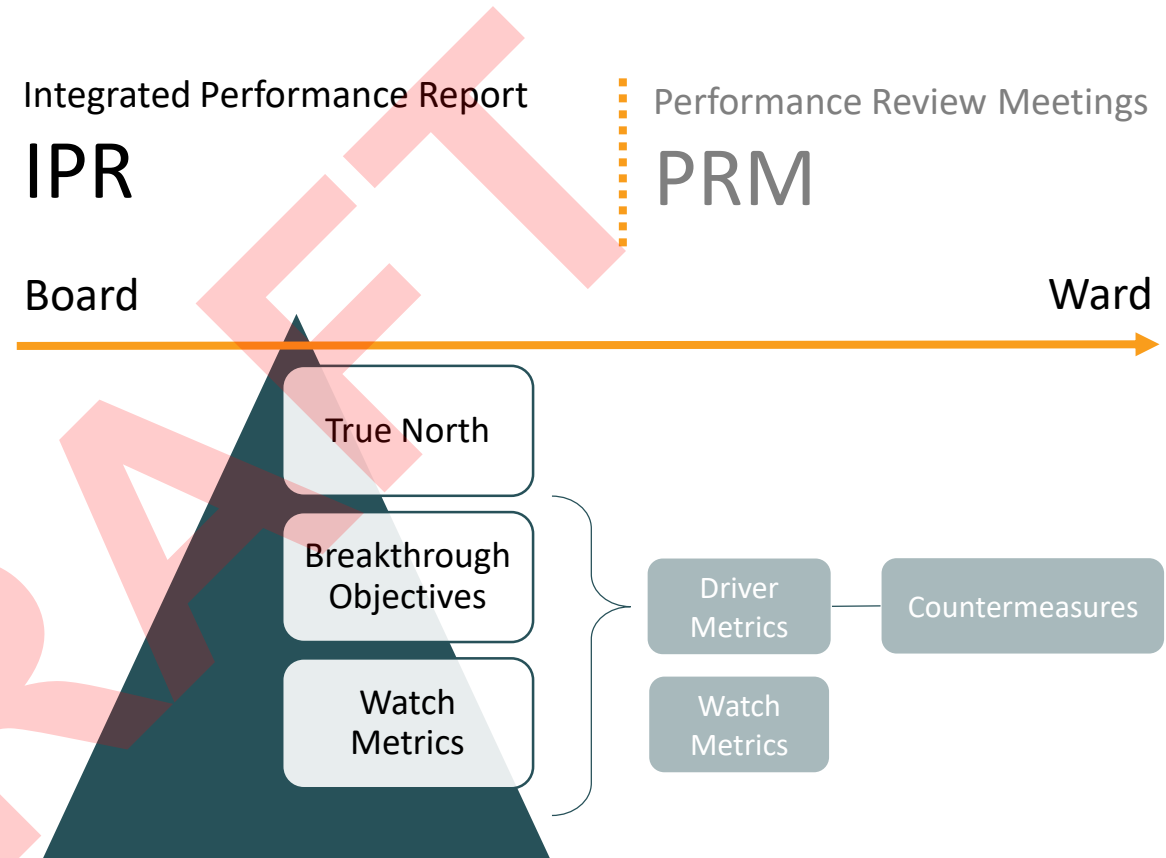 Integrated Performance Report
IPR
Performance Review Meetings
PRM
Board
Ward
True North
Breakthrough
Objectives
Watch
Metrics
Driver
Metrics
Countermeasures
Watch
Metrics
DRAFT